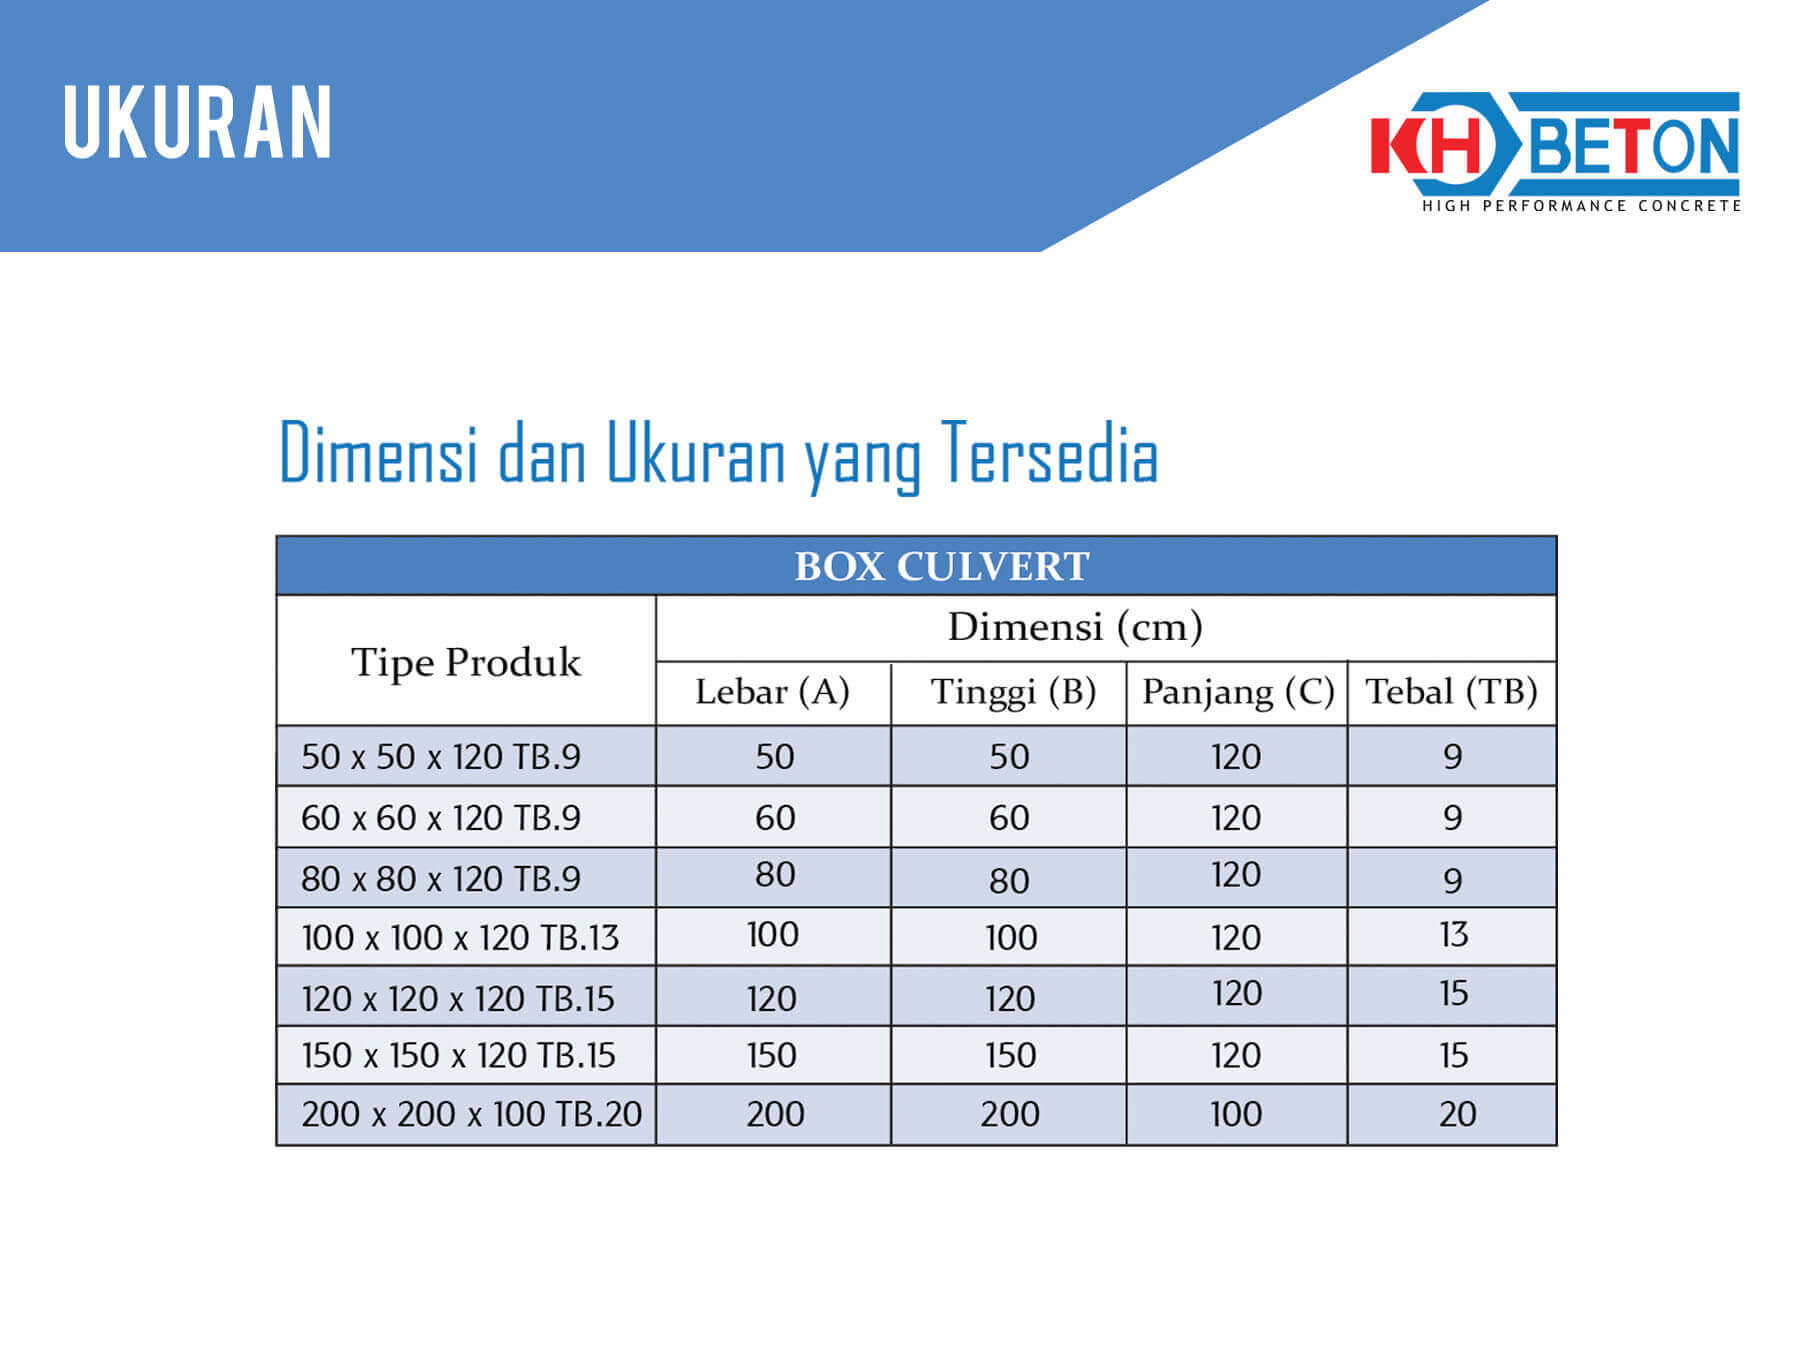 UKURAN
KH BETON
HIGH PERFORMANCE CONCRETE
Dimensi dan Ukuran yang Tersedia
BOX CULVERT
Tipe Produk
Dimensi (cm)
Lebar (A) Tinggi (B) Panjang (C) Tebal (TB)
50 x 50 x 120 TB.9 50 50 120 9
60 x 60 x 120 TB.9 60 60 120 9
80 x 80 x 120 TB.9 80 80 120 9
100 x 100 x 120 TB.13 100 100 120 13
120 x 120 x 120 TB.15 120 120 120 15
150 x 150 x 120 TB.15 150 150 120 15
200 x 200 x 100 TB.20 200 200 100 20